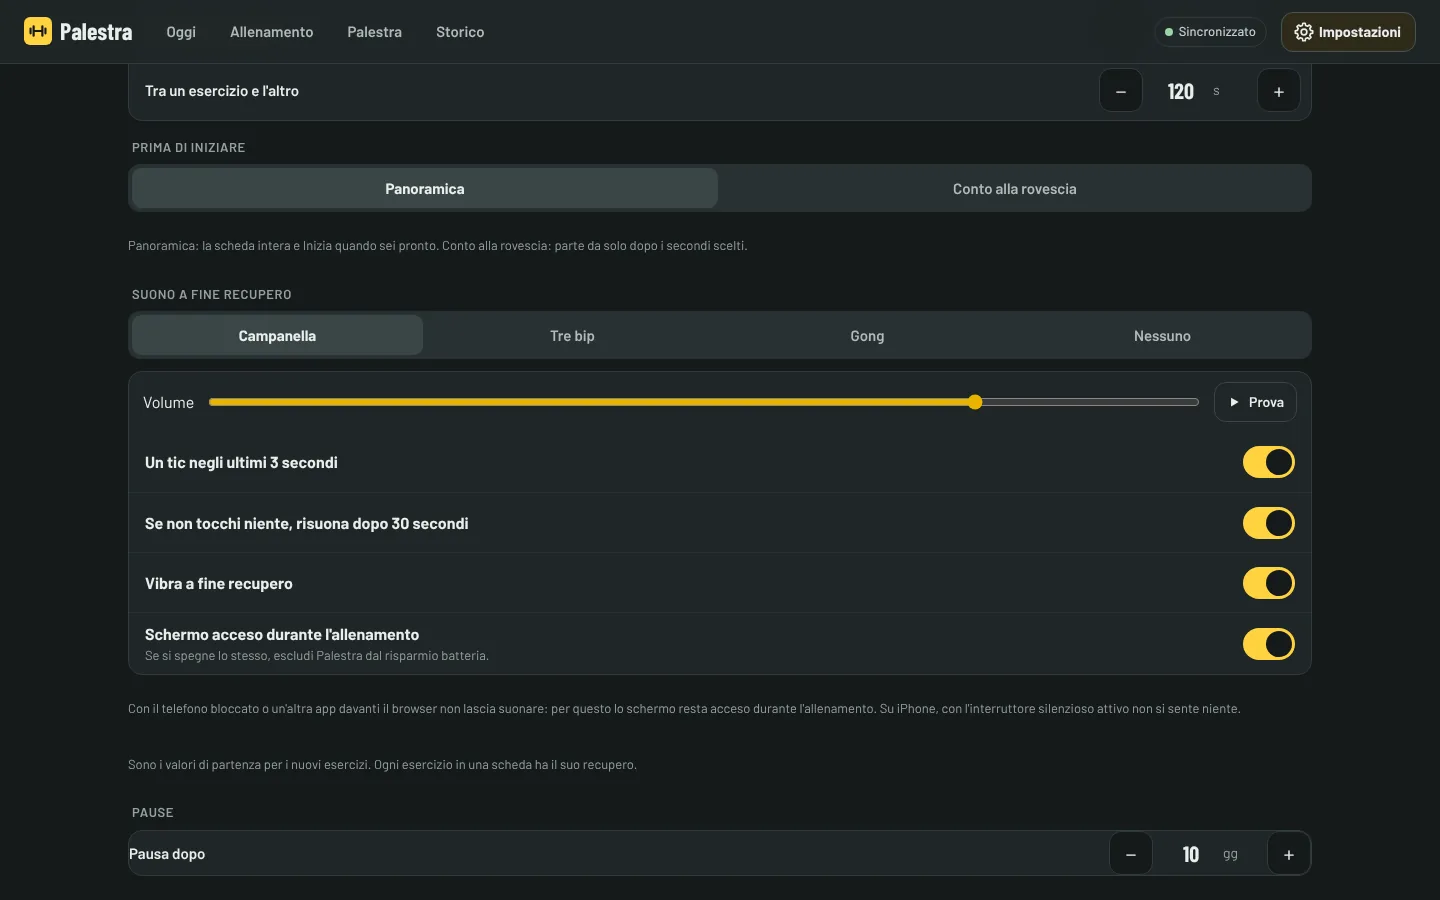 Palestra
Oggi
Allenamento
Palestra
Storico
Sincronizzato
Impostazioni
Tra un esercizio e l'altro
−
120
s
+
PRIMA DI INIZIARE
Panoramica
Conto alla rovescia
Panoramica: la scheda intera e Inizia quando sei pronto. Conto alla rovescia: parte da solo dopo i secondi scelti.
SUONO A FINE RECUPERO
Campanella
Tre bip
Gong
Nessuno
Volume
Prova
Un tic negli ultimi 3 secondi
Se non tocchi niente, risuona dopo 30 secondi
Vibra a fine recupero
Schermo acceso durante l'allenamento
Se si spegne lo stesso, escludi Palestra dal risparmio batteria.
Con il telefono bloccato o un'altra app davanti il browser non lascia suonare: per questo lo schermo resta acceso durante l'allenamento. Su iPhone, con l'interruttore silenzioso attivo non si sente niente.
Sono i valori di partenza per i nuovi esercizi. Ogni esercizio in una scheda ha il suo recupero.
PAUSE
Pausa dopo
−
10
gg
+